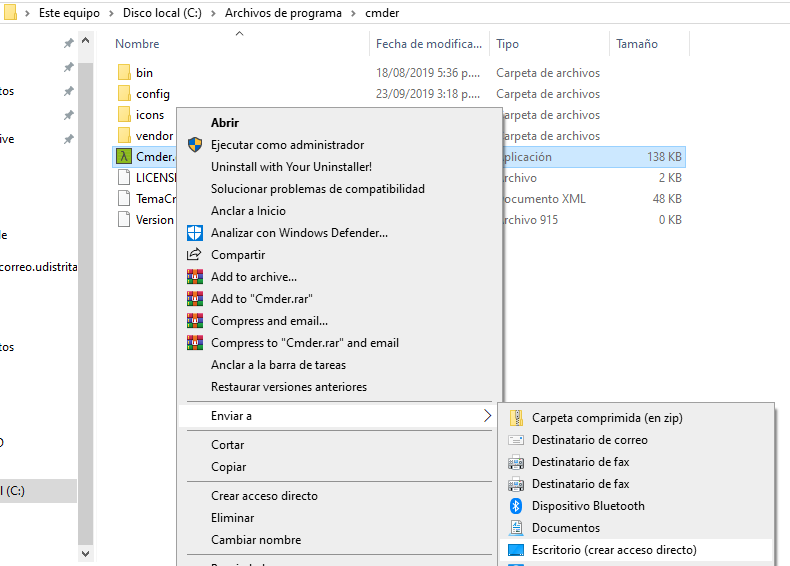 Este equipo > Disco local (C:) > Archivos de programa > cmder
Nombre Fecha de modifica... Tipo Tamaño
bin 18/08/2019 5:36 p.... Carpeta de archivos
config 23/09/2019 3:18 p.... Carpeta de archivos
icons arpeta de archivos
vendor arpeta de archivos
Cmder. plicación 138 KB
LICENS rchivo 2 KB
TemaCr ocumento XML 48 KB
Version rchivo 915 0 KB
tos
ive
le
correo.udistrita
tos
l (C:)
Abrir
Ejecutar como administrador
Uninstall with Your Uninstaller!
Solucionar problemas de compatibilidad
Anclar a Inicio
Analizar con Windows Defender...
Compartir
Add to archive...
Add to "Cmder.rar"
Compress and email...
Compress to "Cmder.rar" and email
Anclar a la barra de tareas
Restaurar versiones anteriores
Enviar a
Cortar
Copiar
Crear acceso directo
Eliminar
Cambiar nombre
Carpeta comprimida (en zip)
Destinatario de correo
Destinatario de fax
Destinatario de fax
Dispositivo Bluetooth
Documentos
Escritorio (crear acceso directo)